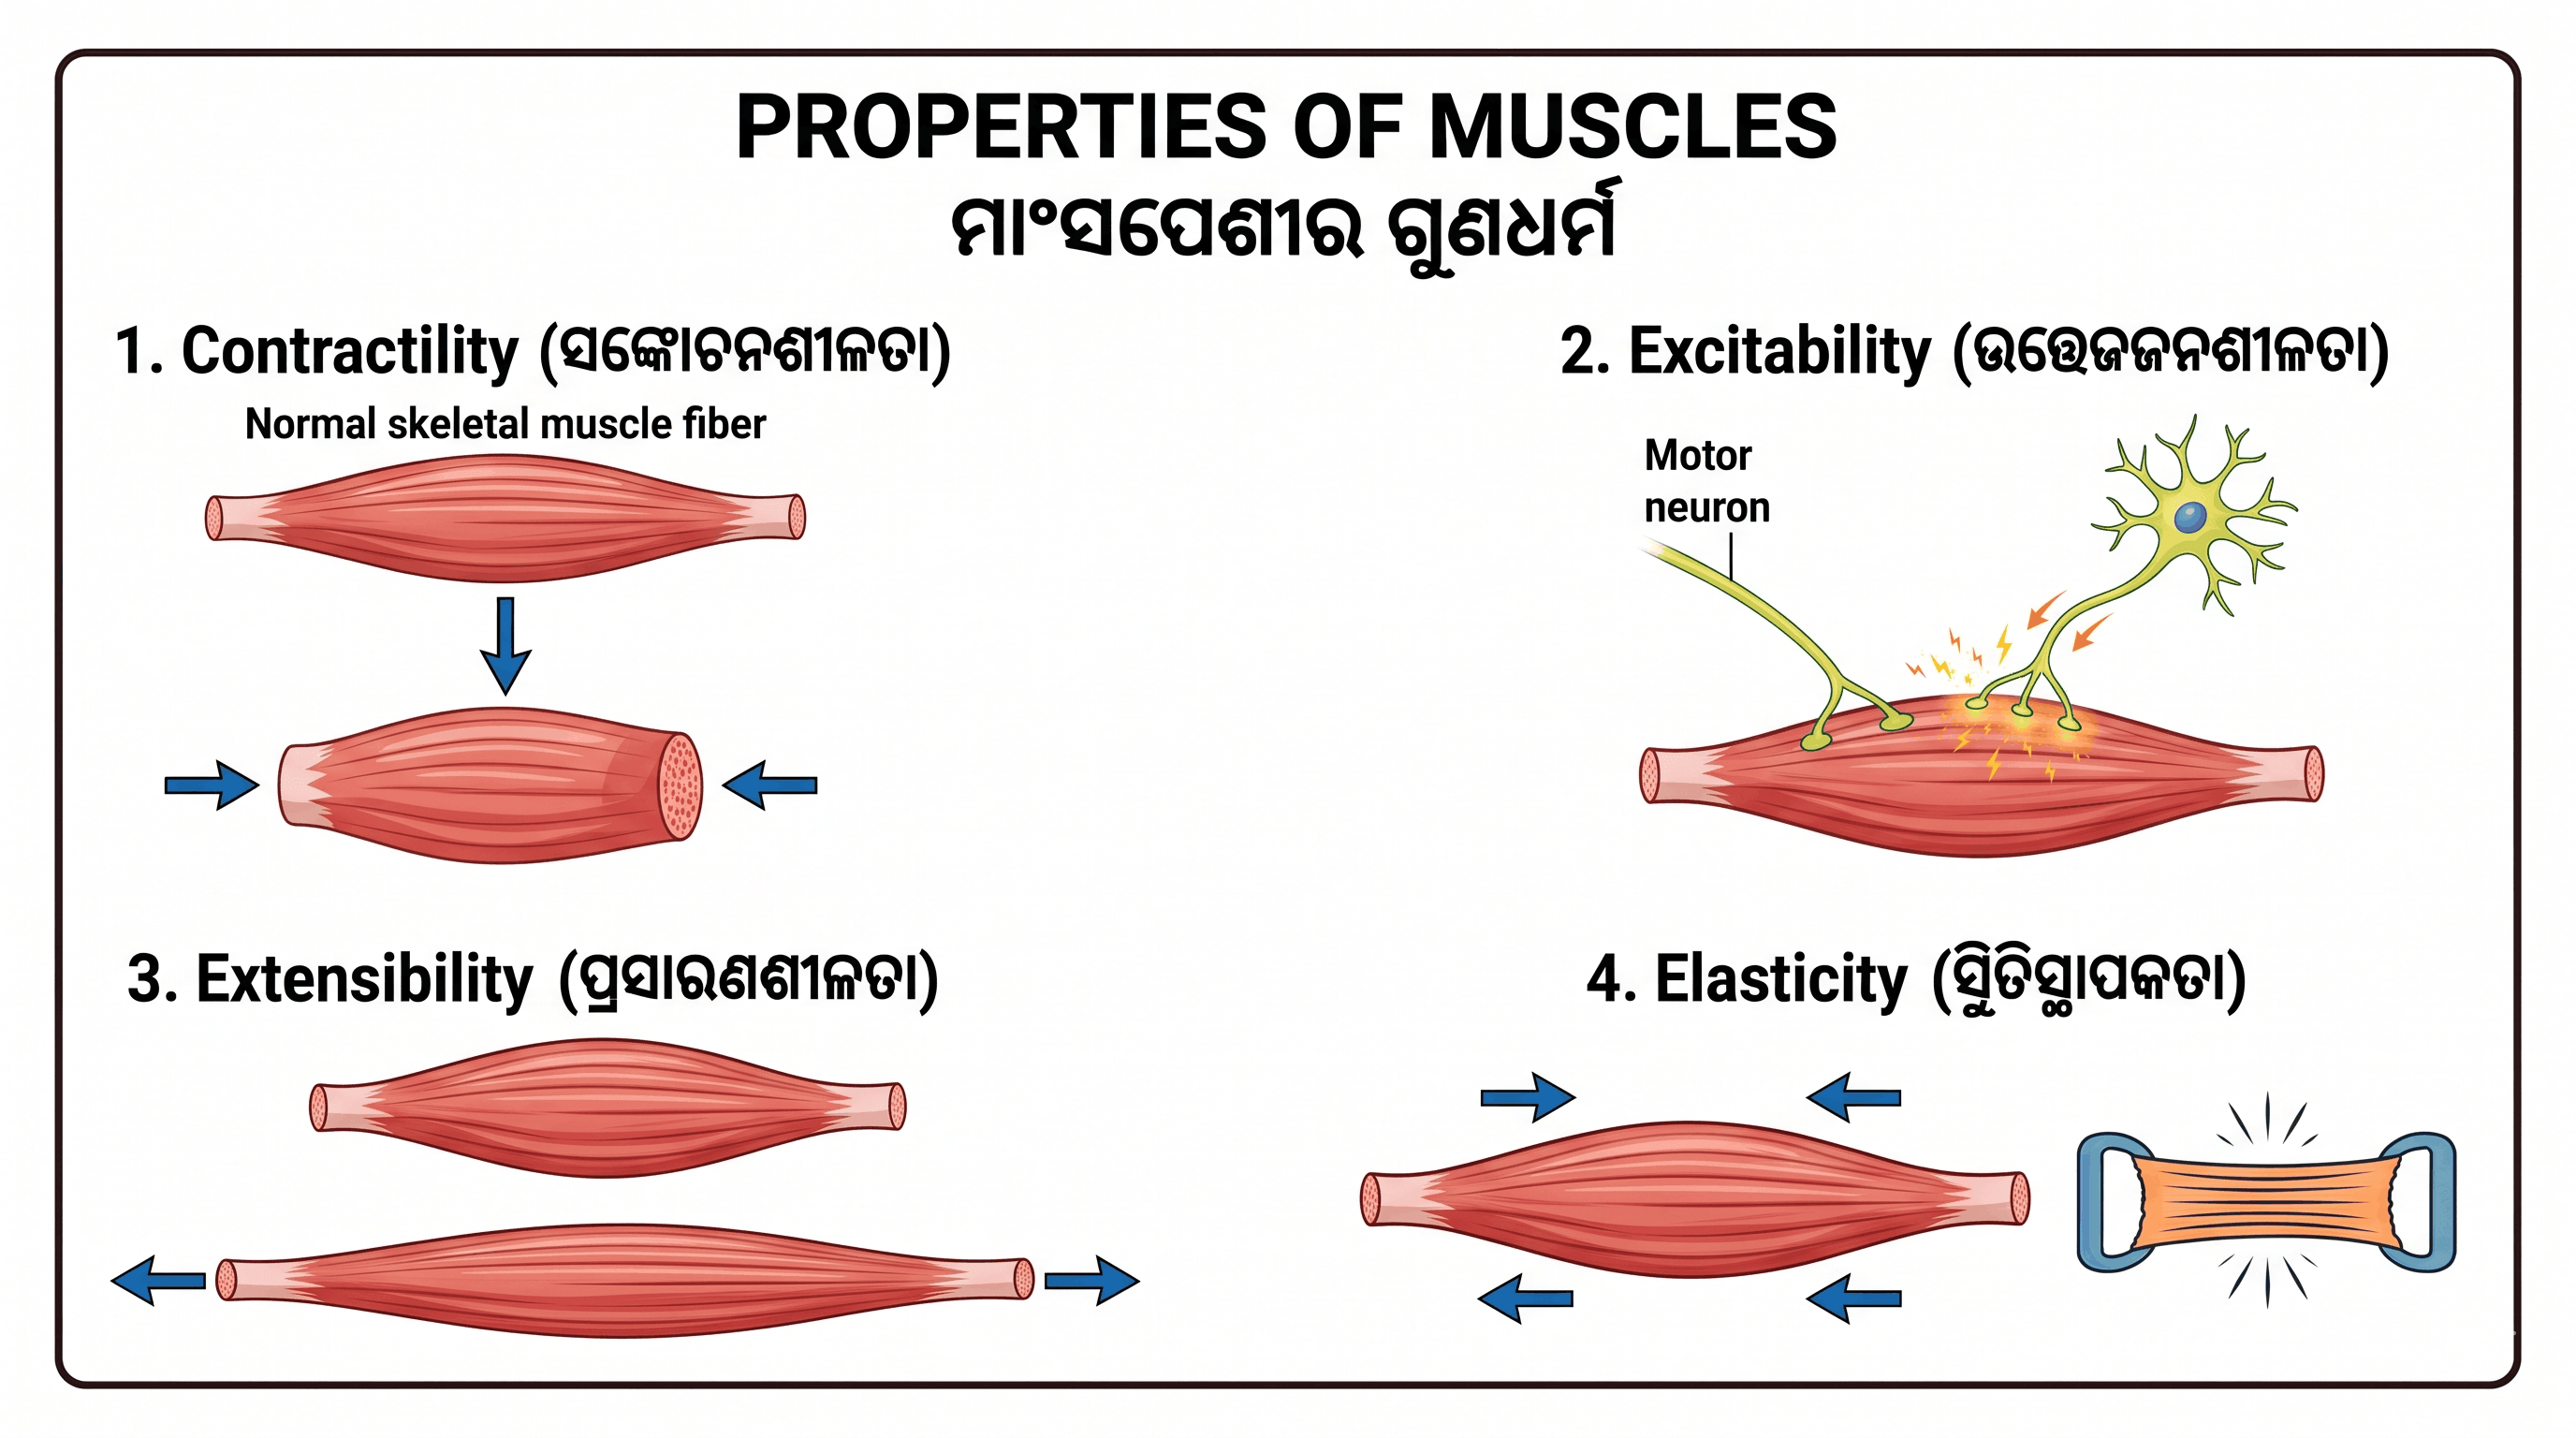 PROPERTIES OF MUSCLES
ମାଂସପେଶୀର ଗୁଣଧର୍ମ
1. Contractility (ସଙ୍କୋଚନଶୀଳତା)
Normal skeletal muscle fiber
2. Excitability (ଉତ୍ତେଜଜନଶୀଳତା)
Motor
neuron
3. Extensibility (ପ୍ରସାରଣଶୀଳତା)
4. Elasticity (ସ୍ଥିତିସ୍ଥାପକତା)